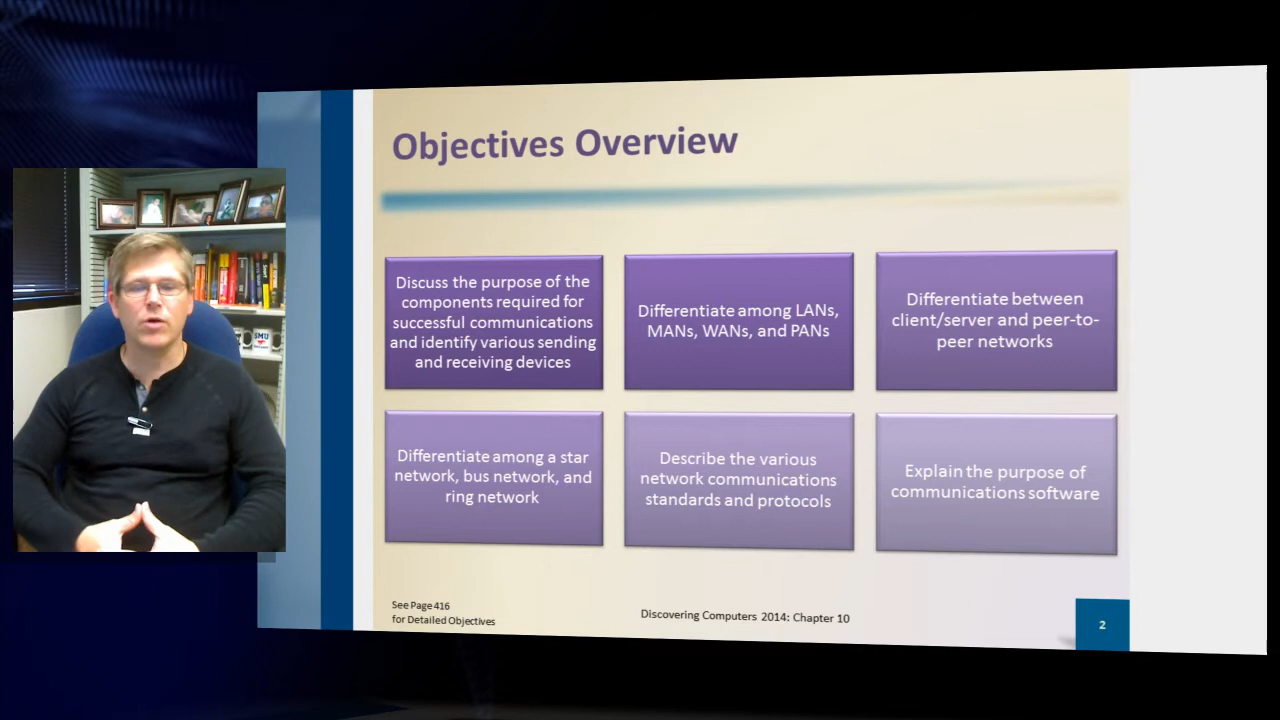 Objectives Overview
Discuss the purpose of the
components required for
successful communications
and identify various sending
and receiving devices
Differentiate among LANs,
MANs, WANs, and PANs
Differentiate between
client/server and peer-to-
peer networks
Differentiate among a star
network, bus network, and
ring network
Describe the various
network communications
standards and protocols
Explain the purpose of
communications software
See Page 416
for Detailed Objectives
Discovering Computers 2014: Chapter 10
2
SMU